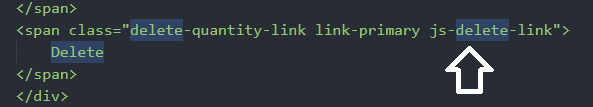 </span>
<span class="delete-quantity-link link-primary js-delete-link">
Delete
</span>
</div>